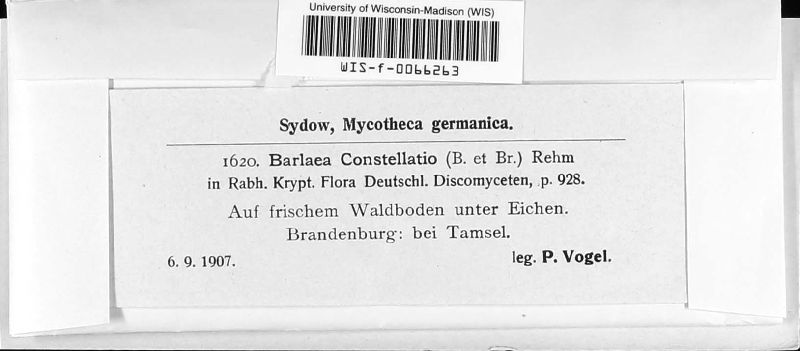 University of Wisconsin-Madison (WIS)
WIS-f-0066263
Sydow, Mycotheca germanica.
1620. Barlaea Constellatio (B. et Br.) Rehm
in Rabh. Krypt. Flora Deutschl. Discomyceten, p. 928.
Auf frischem Waldboden unter Eichen.
Brandenburg: bei Tamsel.
6. 9. 1907. leg. P. Vogel.